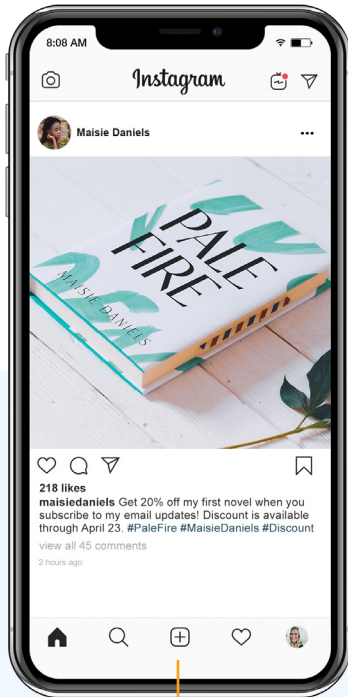 8:08 AM
Instagram
Maisie Daniels
PALE
FIRE
MAISIE DANIELS
218 likes
maisiedaniels Get 20% off my first novel when you
subscribe to my email updates! Discount is available
through April 23. #PaleFire #MaisieDaniels #Discount
view all 45 comments
2 hours ago